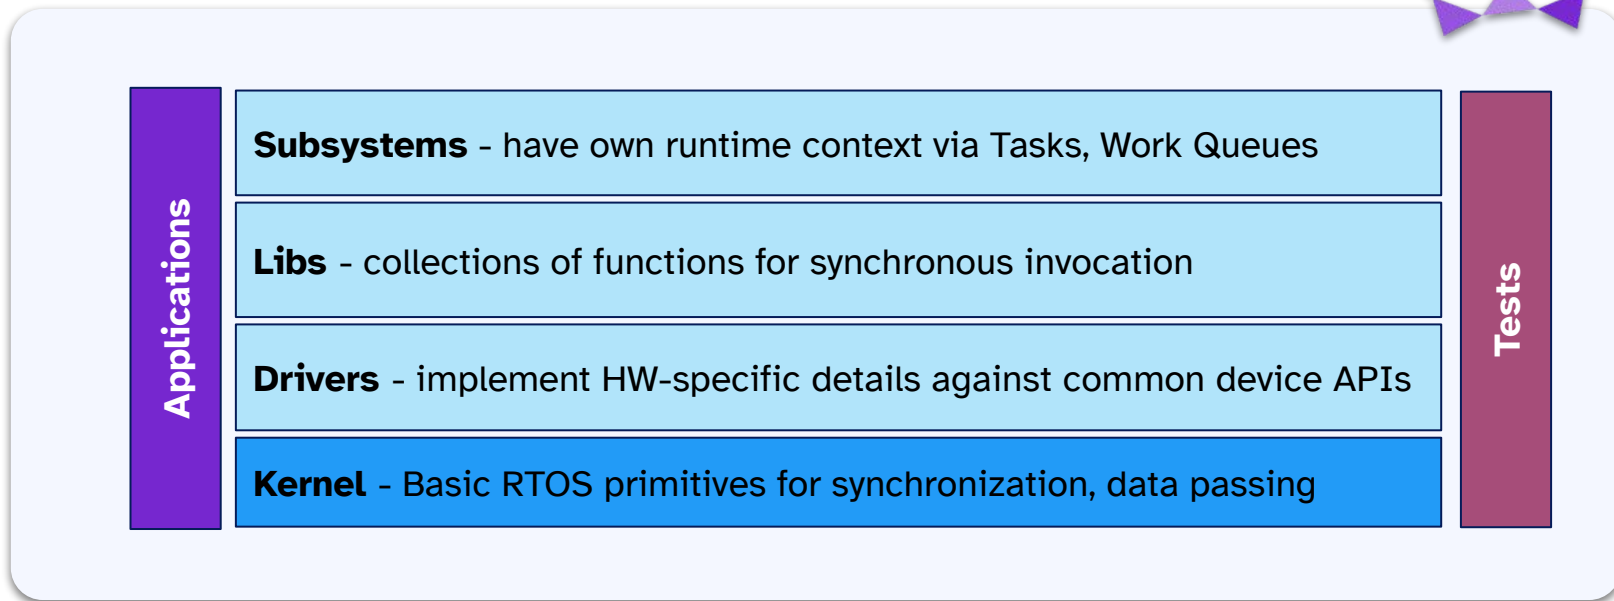 Applications
Subsystems - have own runtime context via Tasks, Work Queues
Libs - collections of functions for synchronous invocation
Drivers - implement HW-specific details against common device APIs
Kernel - Basic RTOS primitives for synchronization, data passing
Tests